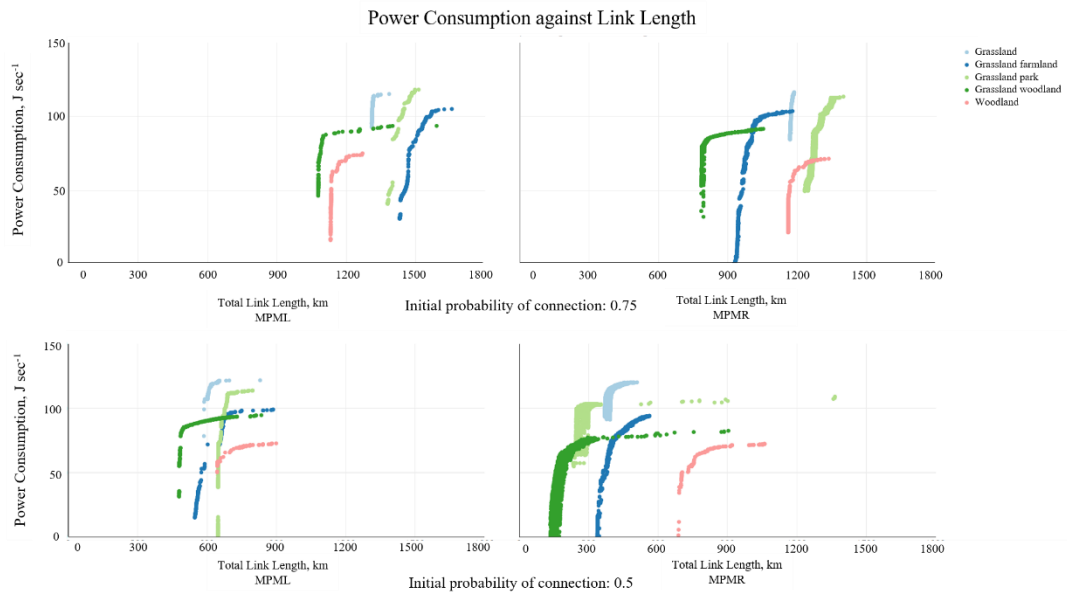 Power Consumption against Link Length
Power Consumption, J sec⁻¹
150
100
50
0
0 300 600 900 1200 1500 1800
Total Link Length, km
MPML
0 300 600 900 1200 1500 1800
Total Link Length, km
MPMR
Grassland
Grassland farmland
Grassland park
Grassland woodland
Woodland
Initial probability of connection: 0.75
Power Consumption, J sec⁻¹
150
100
50
0
0 300 600 900 1200 1500 1800
Total Link Length, km
MPML
0 300 600 900 1200 1500 1800
Total Link Length, km
MPMR
Initial probability of connection: 0.5